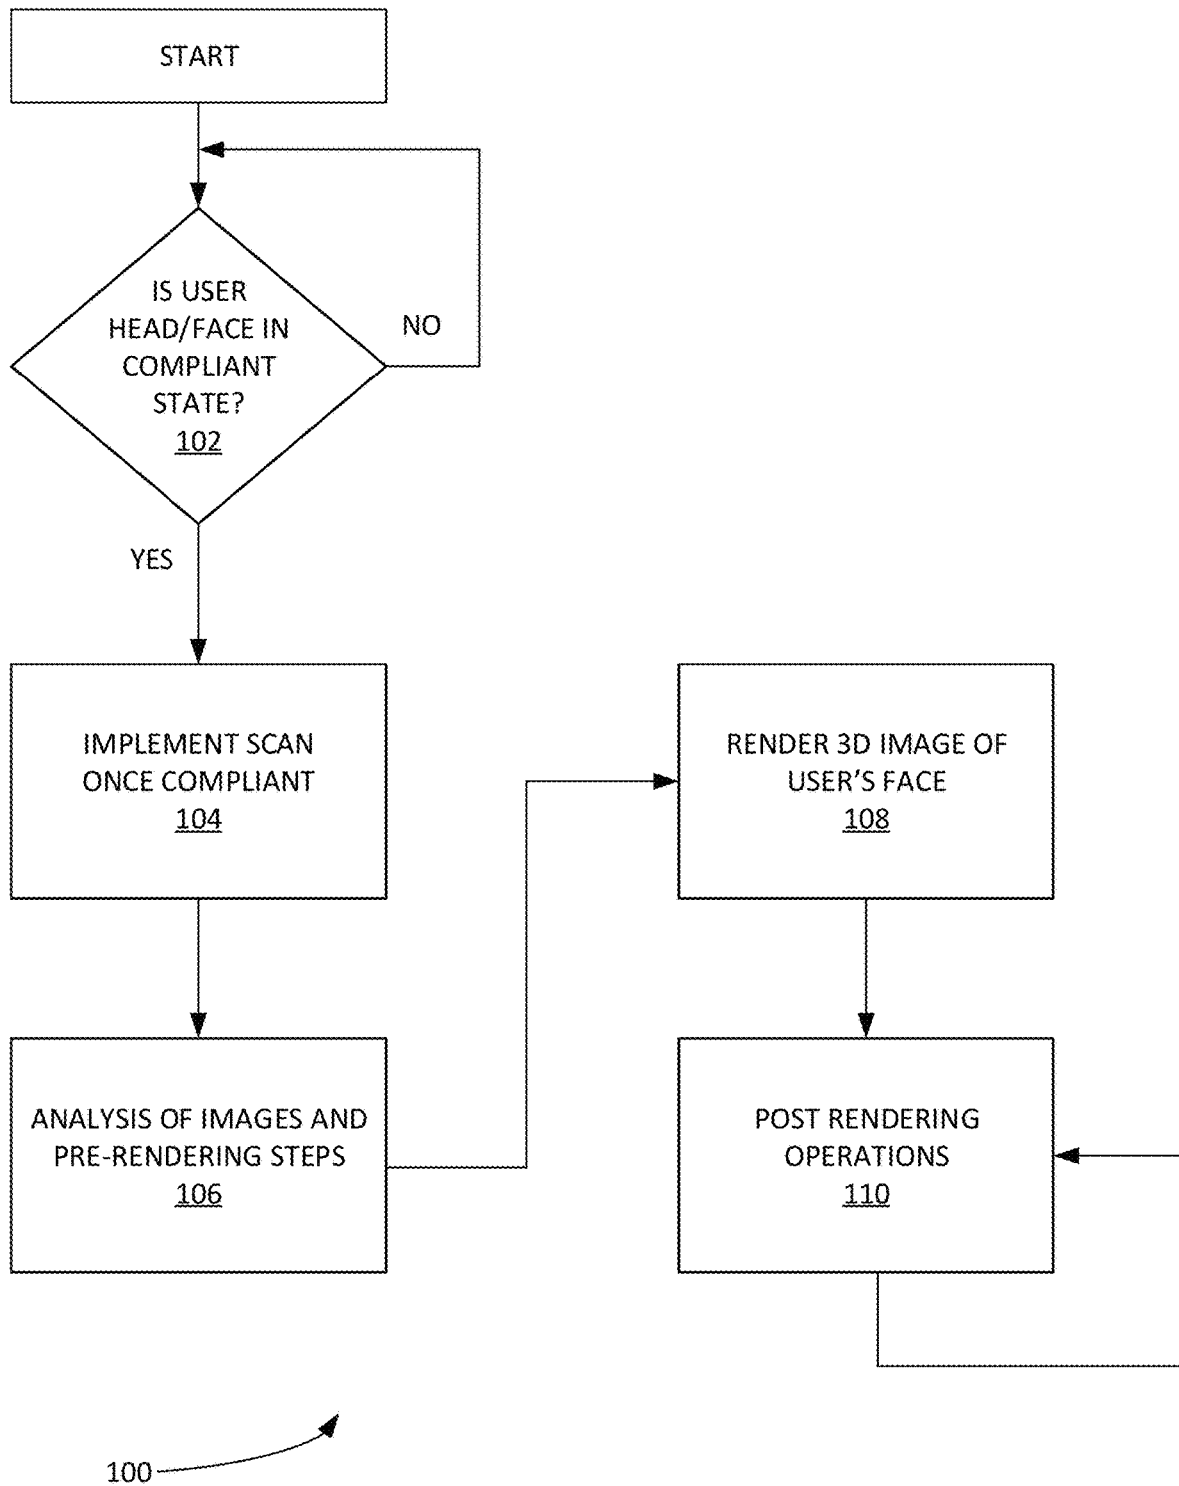 START
IS USER
HEAD/FACE IN
COMPLIANT
STATE?
102
NO
YES
IMPLEMENT SCAN
ONCE COMPLIANT
104
ANALYSIS OF IMAGES AND
PRE-RENDERING STEPS
106
RENDER 3D IMAGE OF
USER'S FACE
108
POST RENDERING
OPERATIONS
110
100